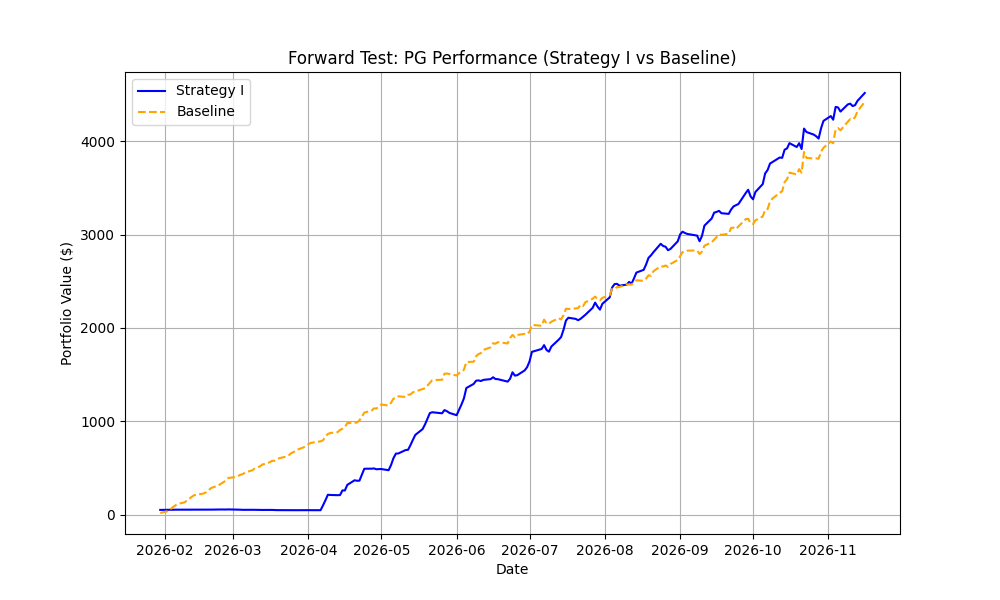 Forward Test: PG Performance (Strategy I vs Baseline)
Strategy I
Baseline
Portfolio Value ($)
4000
3000
2000
1000
0
2026-02 2026-03 2026-04 2026-05 2026-06 2026-07 2026-08 2026-09 2026-10 2026-11
Date